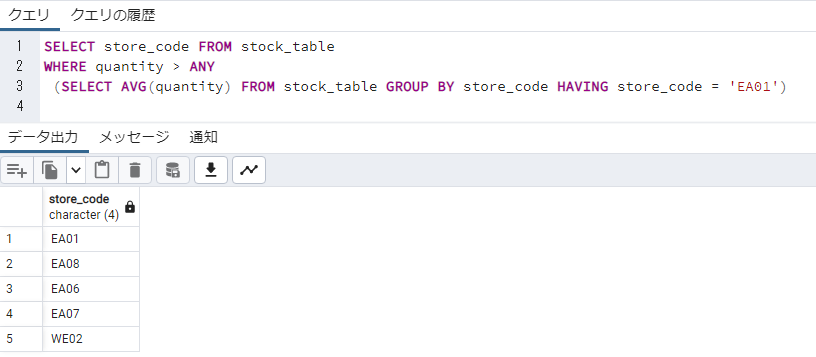 クエリ クエリの履歴
1 SELECT store_code FROM stock_table
2 WHERE quantity > ANY
3 (SELECT AVG(quantity) FROM stock_table GROUP BY store_code HAVING store_code = 'EA01')
4
データ出力 メッセージ 通知
store_code
character (4)
1 EA01
2 EA08
3 EA06
4 EA07
5 WE02